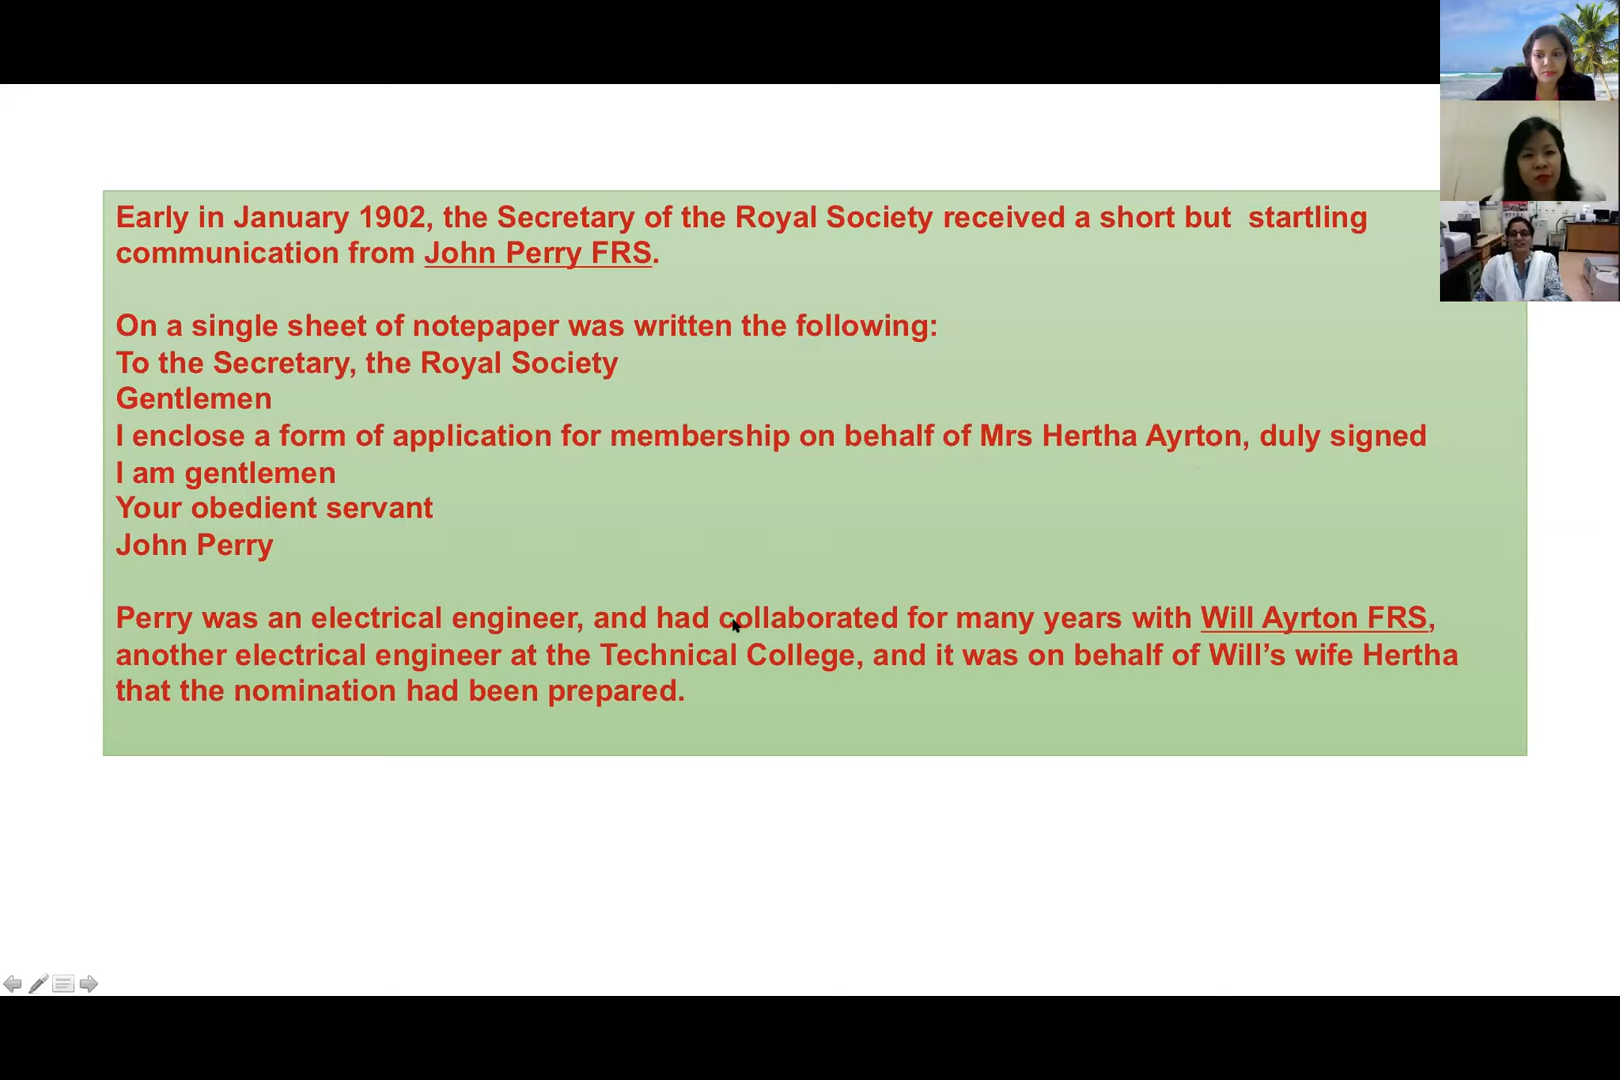 Early in January 1902, the Secretary of the Royal Society received a short but  startling
communication from John Perry FRS.
On a single sheet of notepaper was written the following:
To the Secretary, the Royal Society
Gentlemen
I enclose a form of application for membership on behalf of Mrs Hertha Ayrton, duly signed
I am gentlemen
Your obedient servant
John Perry
Perry was an electrical engineer, and had collaborated for many years with Will Ayrton FRS,
another electrical engineer at the Technical College, and it was on behalf of Will’s wife Hertha
that the nomination had been prepared.